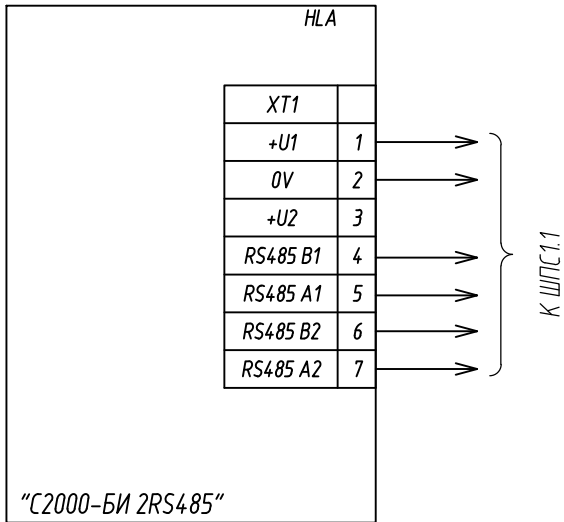 HLA
XT1
+U1 1
0V 2
+U2 3
RS485 B1 4
RS485 A1 5
RS485 B2 6
RS485 A2 7
К ШПС1.1
"С2000-БИ 2RS485"